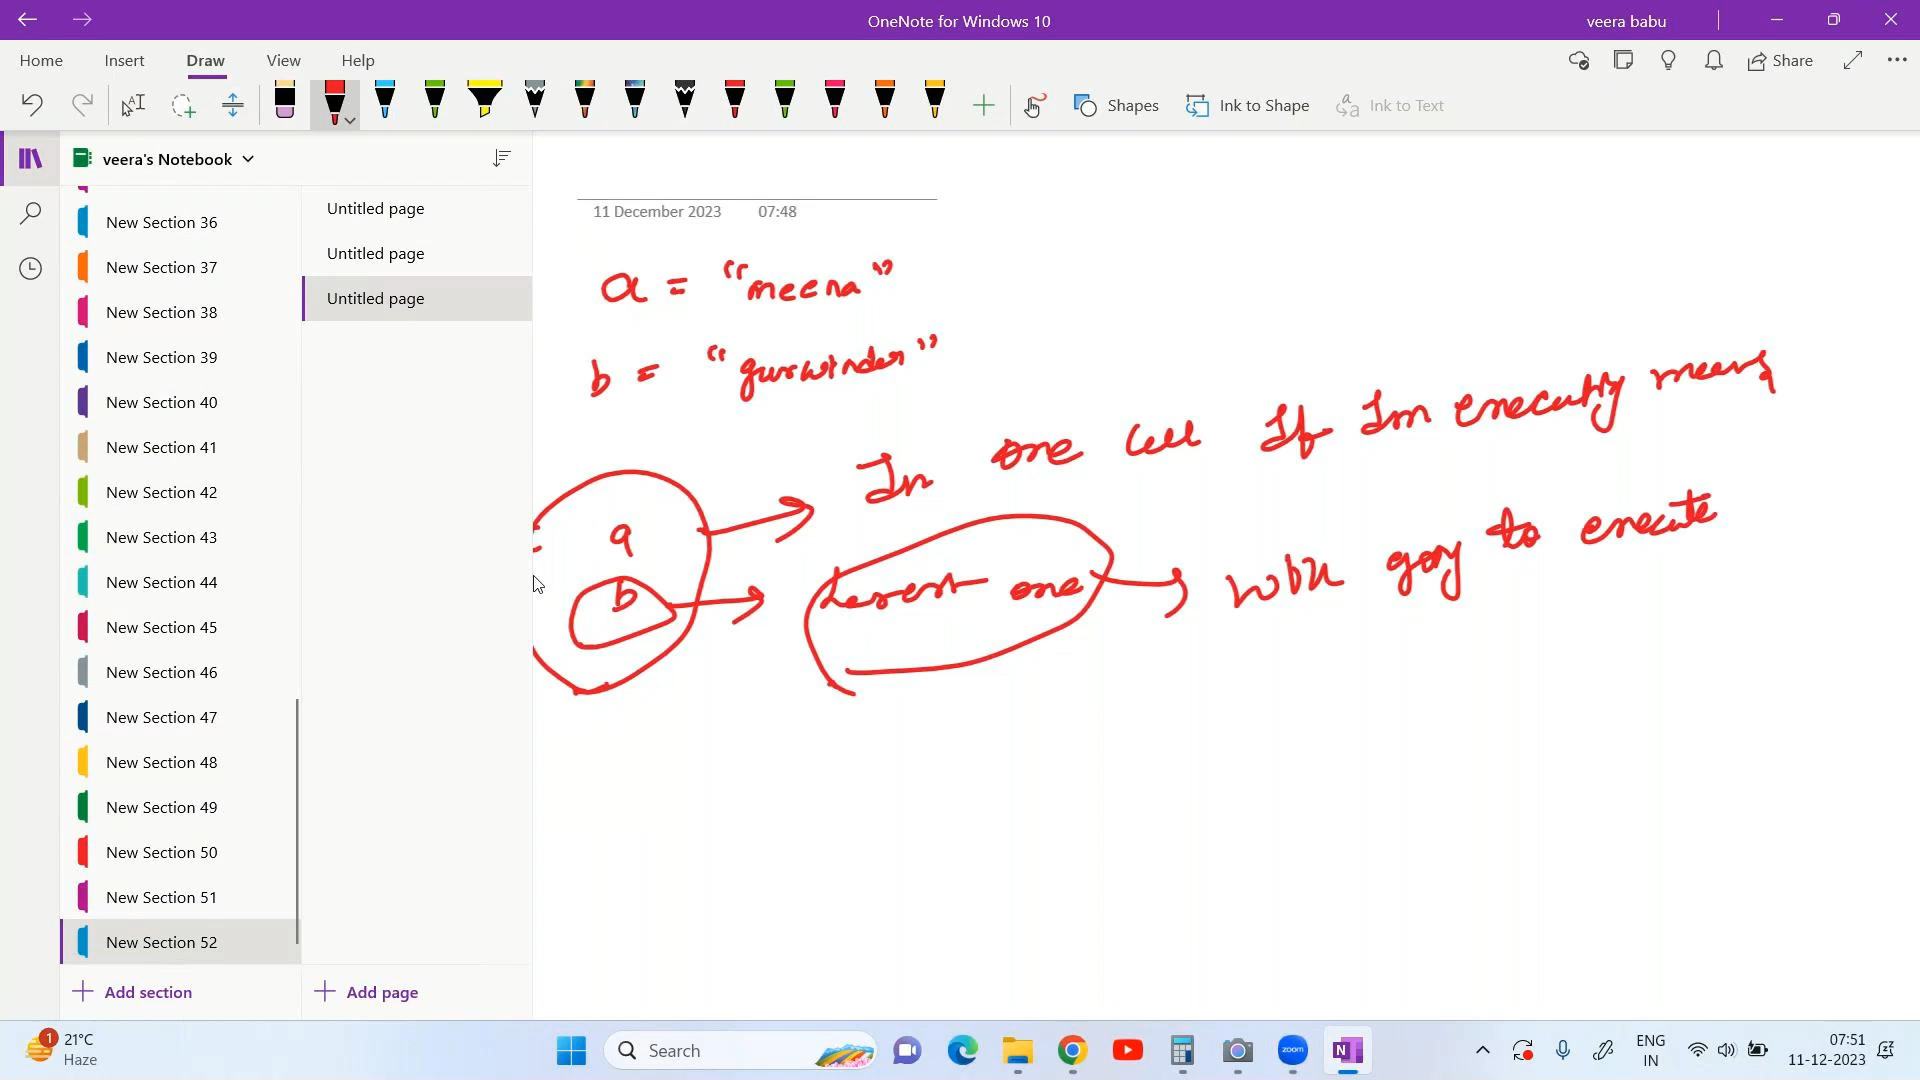 OneNote for Windows 10
veera babu
Home Insert Draw View Help
Share
Shapes Ink to Shape Ink to Text
veera's Notebook
New Section 36
New Section 37
New Section 38
New Section 39
New Section 40
New Section 41
New Section 42
New Section 43
New Section 44
New Section 45
New Section 46
New Section 47
New Section 48
New Section 49
New Section 50
New Section 51
New Section 52
Add section
Untitled page
Untitled page
Untitled page
Add page
11 December 2023 07:48
a = "meena"
b = "gurwinder"
In one cell If Im executing
a
b
one going to execute
1
21°C
Haze
Search
zoom
ENG
IN
07:51
11-12-2023